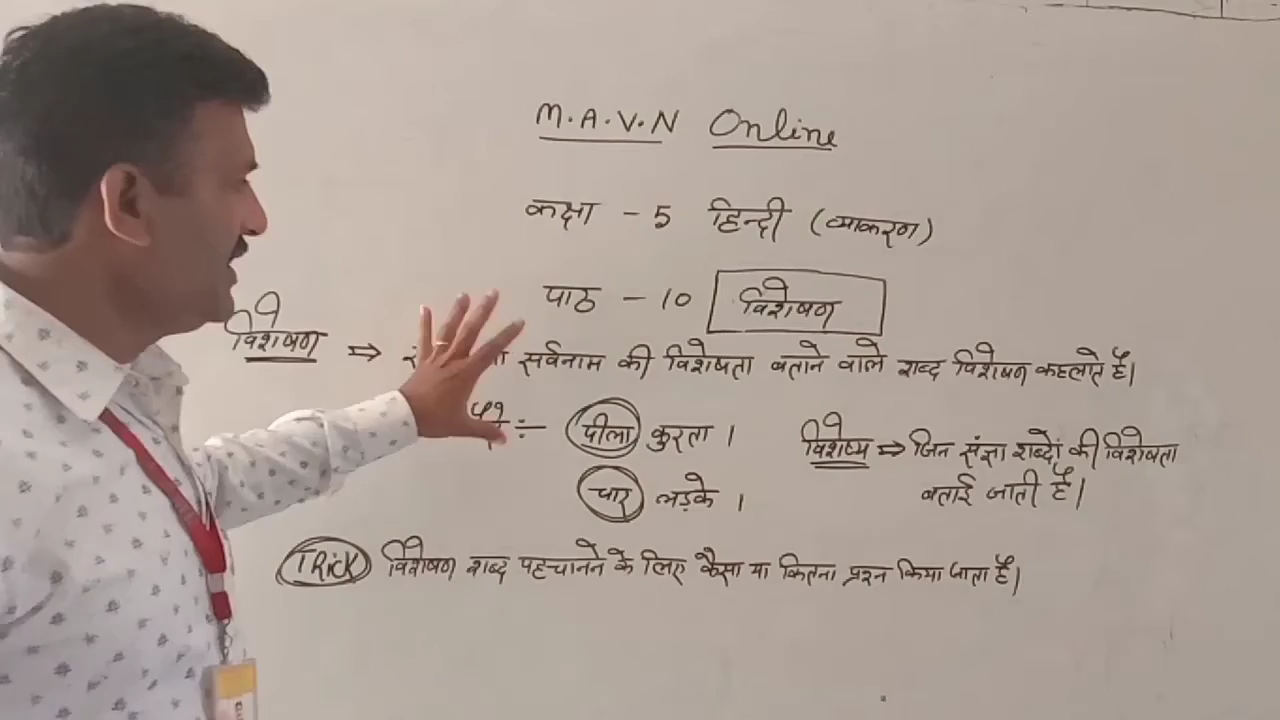 M.A.V.N Online
कक्षा - 5 हिन्दी (व्याकरण)
पाठ - 10 विशेषण
विशेषण ⇒ सर्वनाम की विशेषता बताने वाले शब्द विशेषण कहलाते हैं।
पीला कुरता ।
चार लड़के ।
विशेष्य ⇒ जिन संज्ञा शब्दों की विशेषता
बताई जाती है।
TRICK विशेषण शब्द पहचानने के लिए कैसा या कितना प्रश्न किया जाता है।